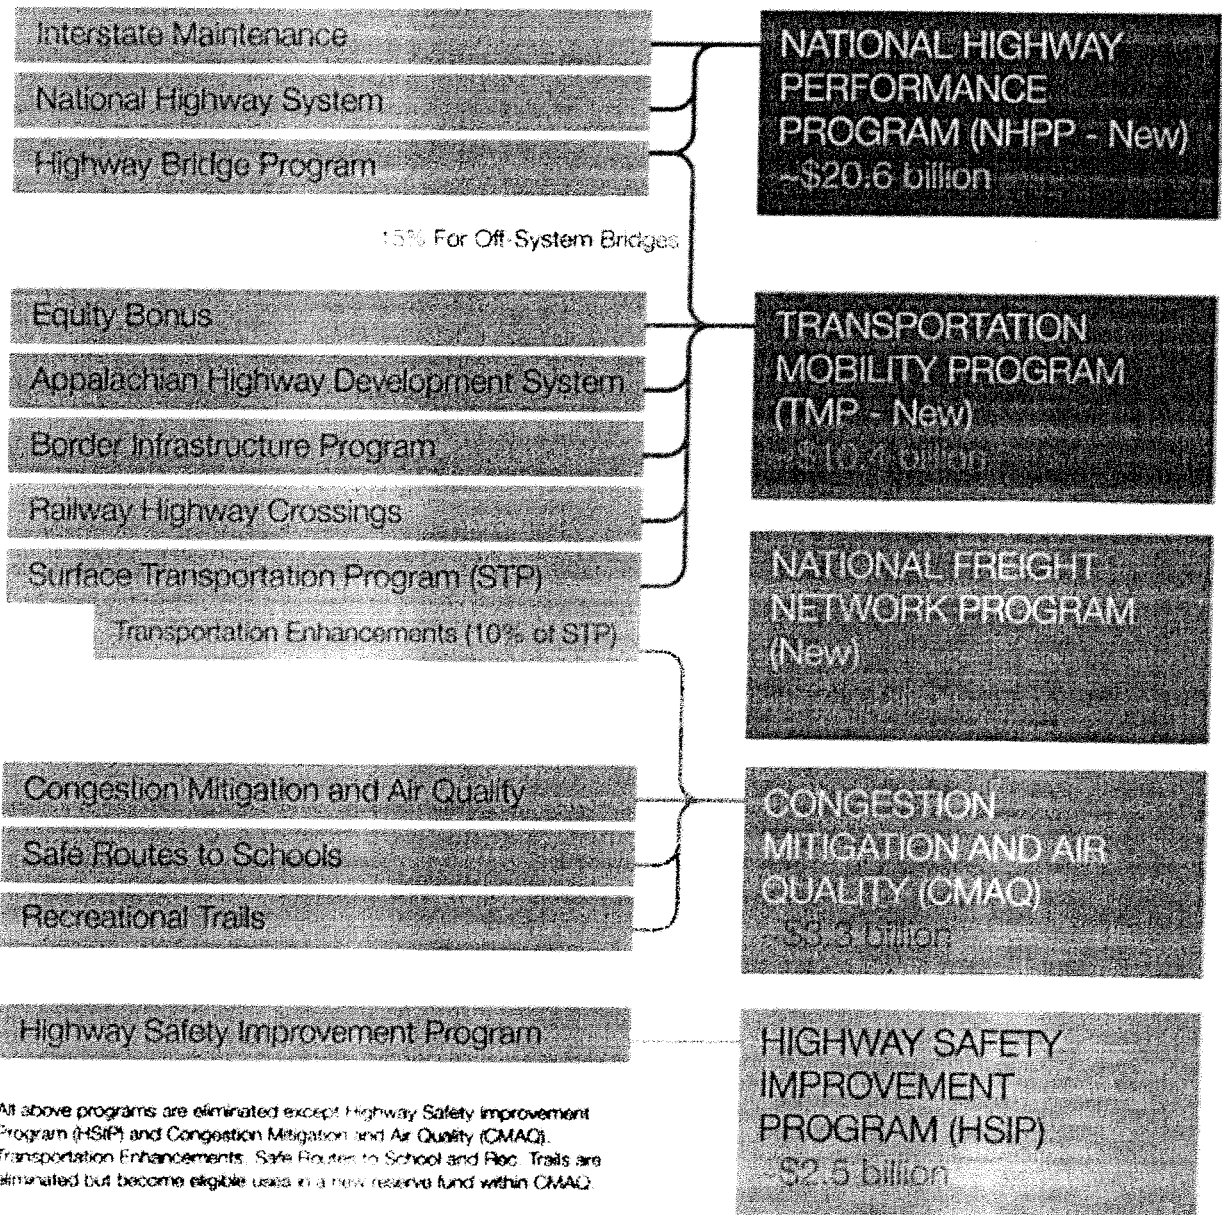 Interstate Maintenance
National Highway System
Highway Bridge Program
15% For Off-System Bridges
Equity Bonus
Appalachian Highway Development System
Border Infrastructure Program
Railway Highway Crossings
Surface Transportation Program (STP)
Transportation Enhancements (10% of STP)
Congestion Mitigation and Air Quality
Safe Routes to Schools
Recreational Trails
Highway Safety Improvement Program
All above programs are eliminated except Highway Safety Improvement
Program (HSIP) and Congestion Mitigation and Air Quality (CMAQ).
Transportation Enhancements, Safe Routes to School and Rec. Trails are
eliminated but become eligible uses in a new reserve fund within CMAQ.
NATIONAL HIGHWAY
PERFORMANCE
PROGRAM (NHPP - New)
~$20.6 billion
TRANSPORTATION
MOBILITY PROGRAM
(TMP - New)
~$10.4 billion
NATIONAL FREIGHT
NETWORK PROGRAM
(New)
CONGESTION
MITIGATION AND AIR
QUALITY (CMAQ)
~$3.3 billion
HIGHWAY SAFETY
IMPROVEMENT
PROGRAM (HSIP)
~$2.5 billion